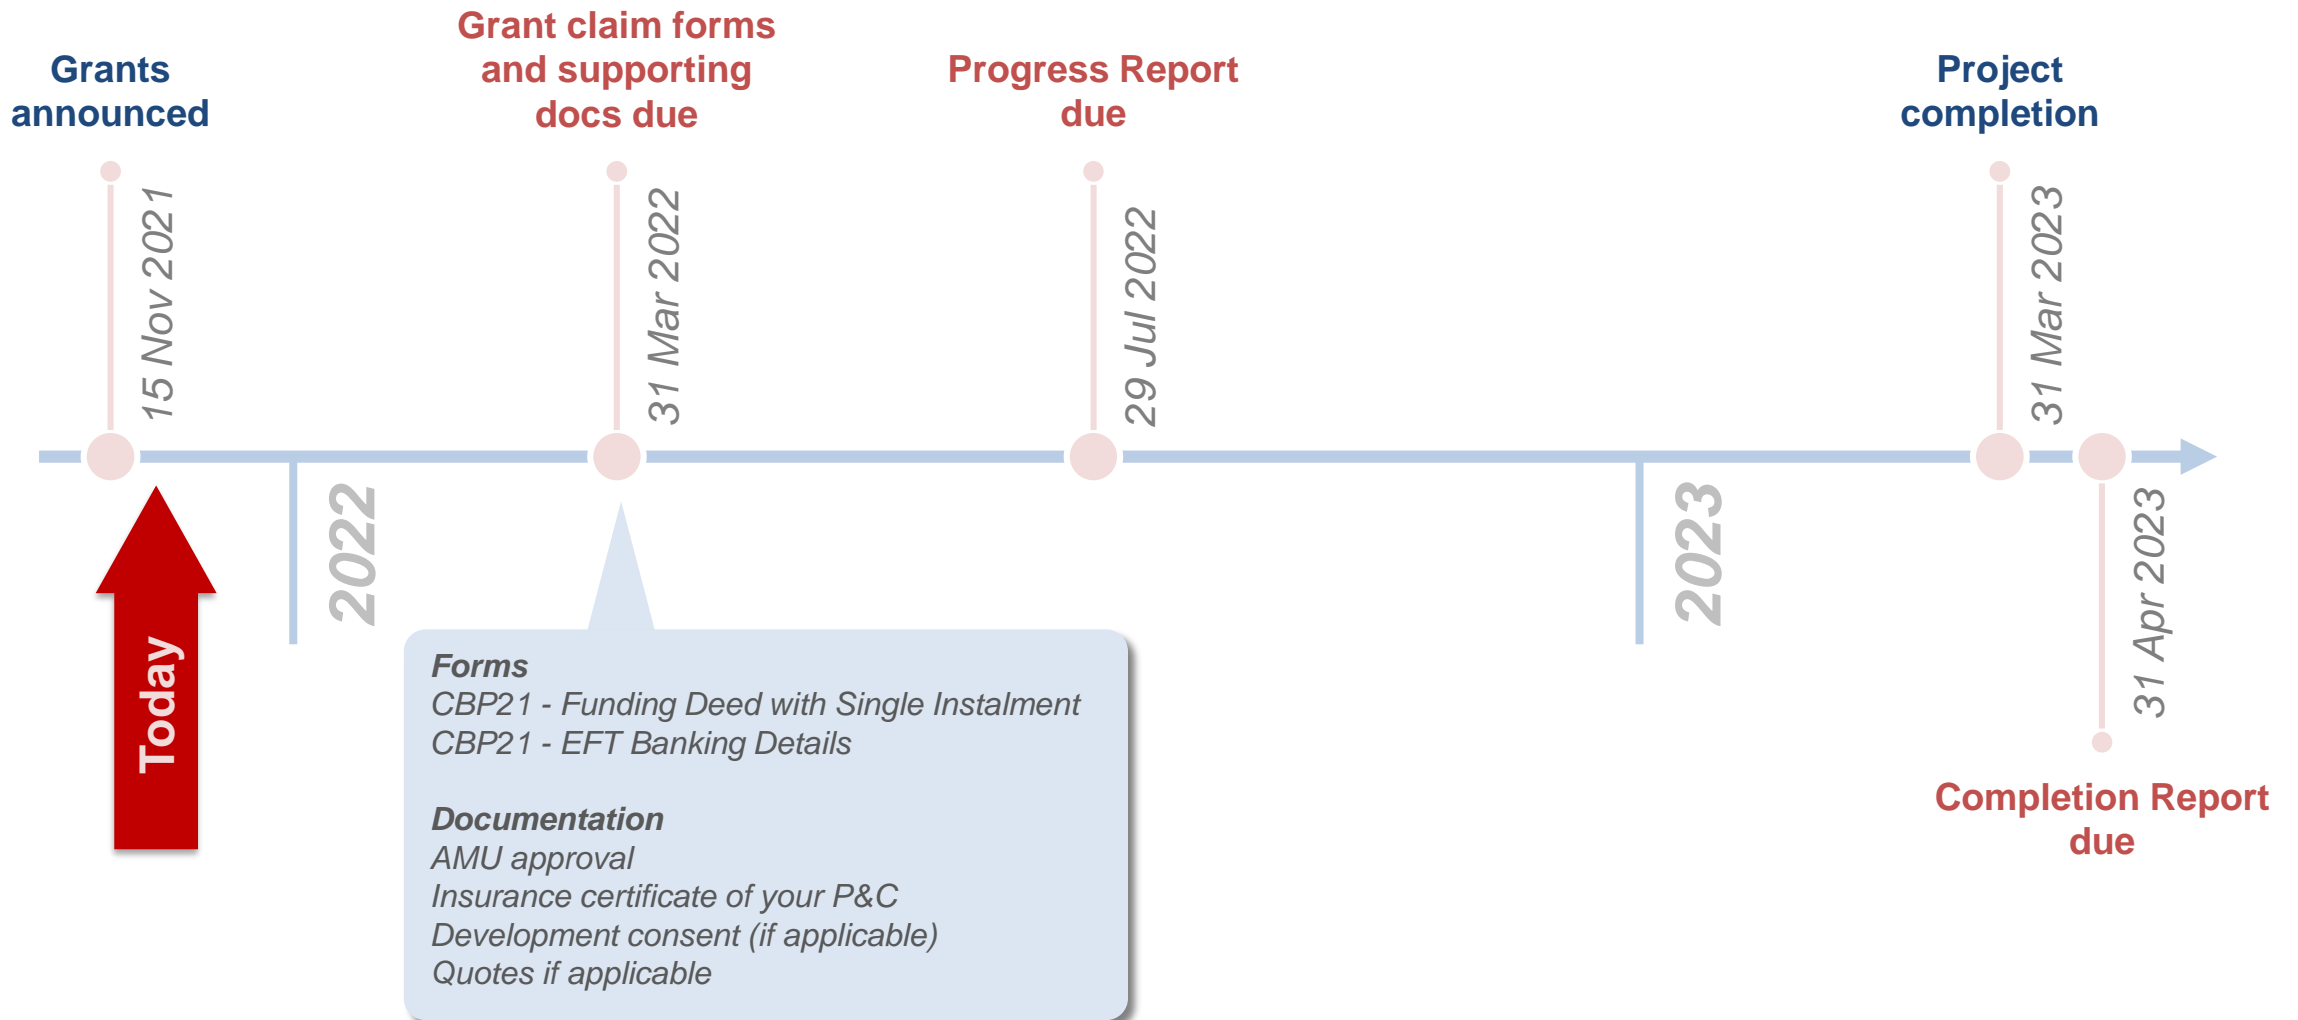 Grants
announced
Grant claim forms
and supporting
docs due
Progress Report
due
Project
completion
15 Nov 2021
31 Mar 2022
29 Jul 2022
31 Mar 2023
2022
2023
31 Apr 2023
Today
Forms
CBP21 - Funding Deed with Single Instalment
CBP21 - EFT Banking Details
Documentation
AMU approval
Insurance certificate of your P&C
Development consent (if applicable)
Quotes if applicable
Completion Report
due